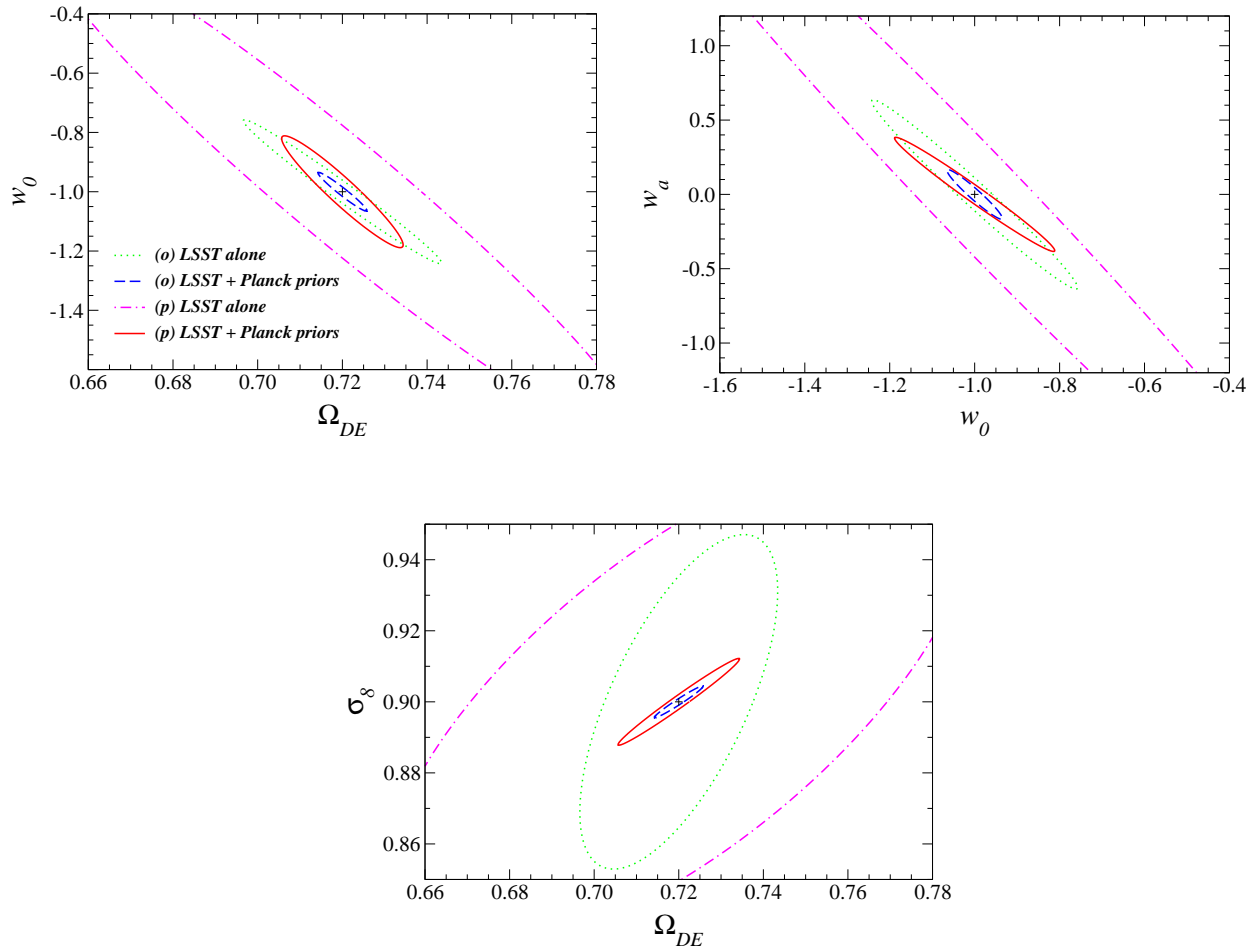 -0.4
-0.6
-0.8
-1.0
-1.2
-1.4
w0
0.66 0.68 0.70 0.72 0.74 0.76 0.78
ΩDE
(o) LSST alone
(o) LSST + Planck priors
(p) LSST alone
(p) LSST + Planck priors
1.0
0.5
0.0
-0.5
-1.0
wa
-1.6 -1.4 -1.2 -1.0 -0.8 -0.6 -0.4
w0
0.94
0.92
0.90
0.88
0.86
σ8
0.66 0.68 0.70 0.72 0.74 0.76 0.78
ΩDE